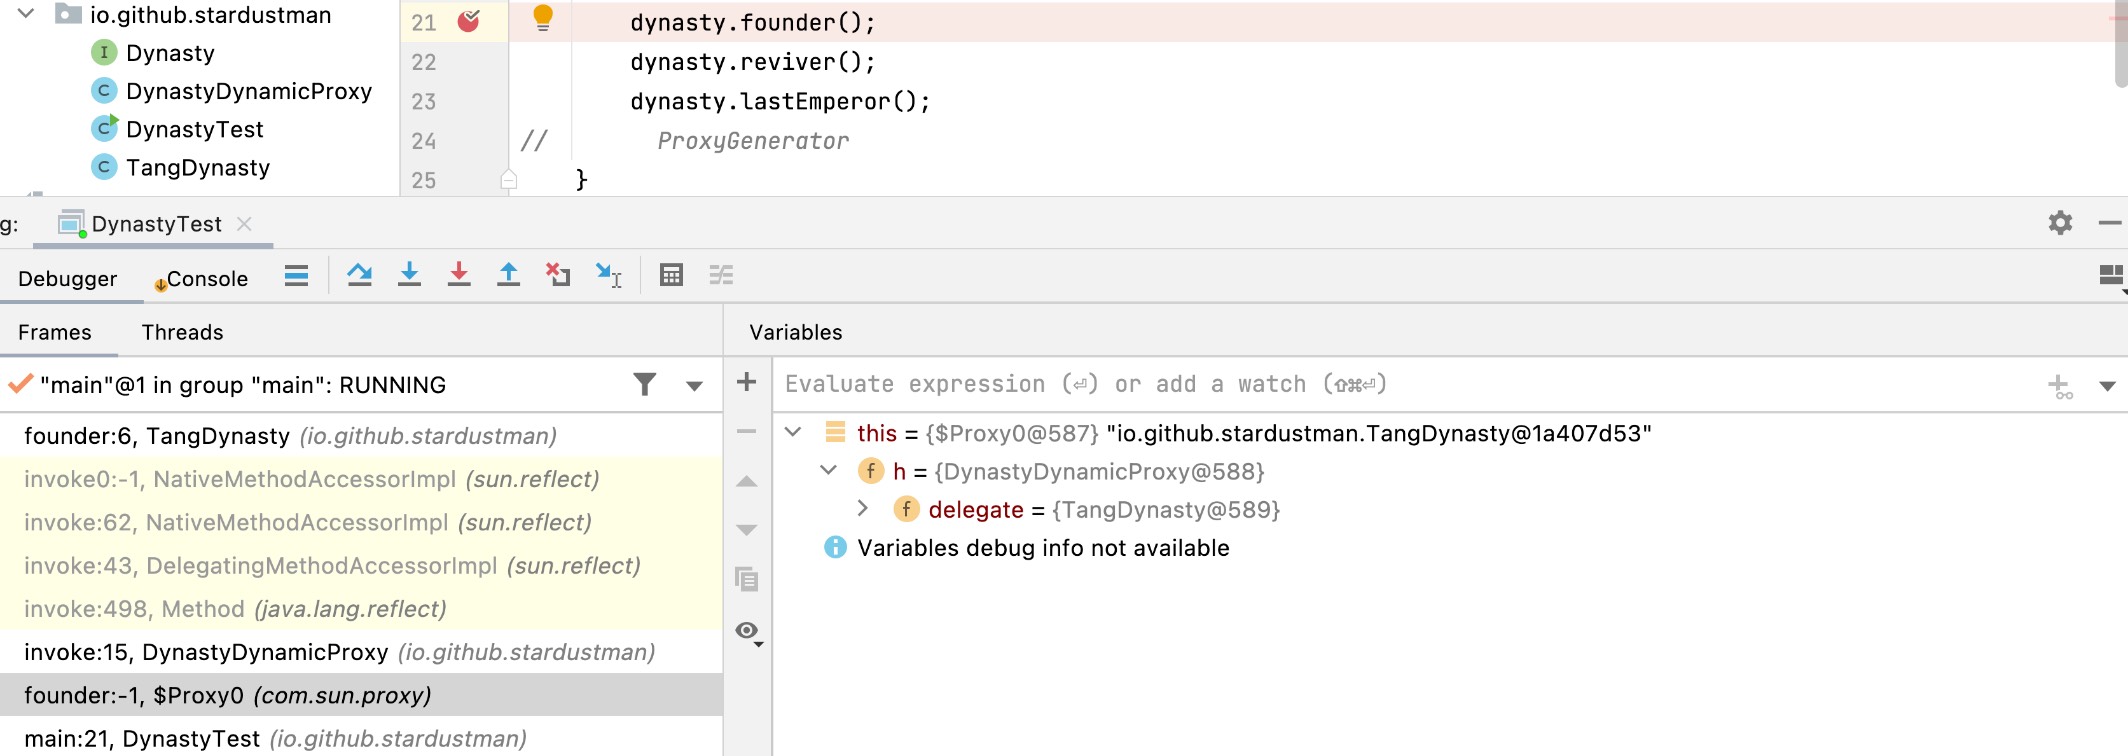 io.github.stardustman
I Dynasty
C DynastyDynamicProxy
C DynastyTest
C TangDynasty
21 dynasty.founder();
22 dynasty.reviver();
23 dynasty.lastEmperor();
24 // ProxyGenerator
25 }
g: DynastyTest
Debugger Console
Frames Threads
"main"@1 in group "main": RUNNING
founder:6, TangDynasty (io.github.stardustman)
invoke0:-1, NativeMethodAccessorImpl (sun.reflect)
invoke:62, NativeMethodAccessorImpl (sun.reflect)
invoke:43, DelegatingMethodAccessorImpl (sun.reflect)
invoke:498, Method (java.lang.reflect)
invoke:15, DynastyDynamicProxy (io.github.stardustman)
founder:-1, $Proxy0 (com.sun.proxy)
main:21, DynastyTest (io.github.stardustman)
Variables
Evaluate expression (⏎) or add a watch (⇧⌘⏎)
this = {$Proxy0@587} "io.github.stardustman.TangDynasty@1a407d53"
f h = {DynastyDynamicProxy@588}
f delegate = {TangDynasty@589}
Variables debug info not available